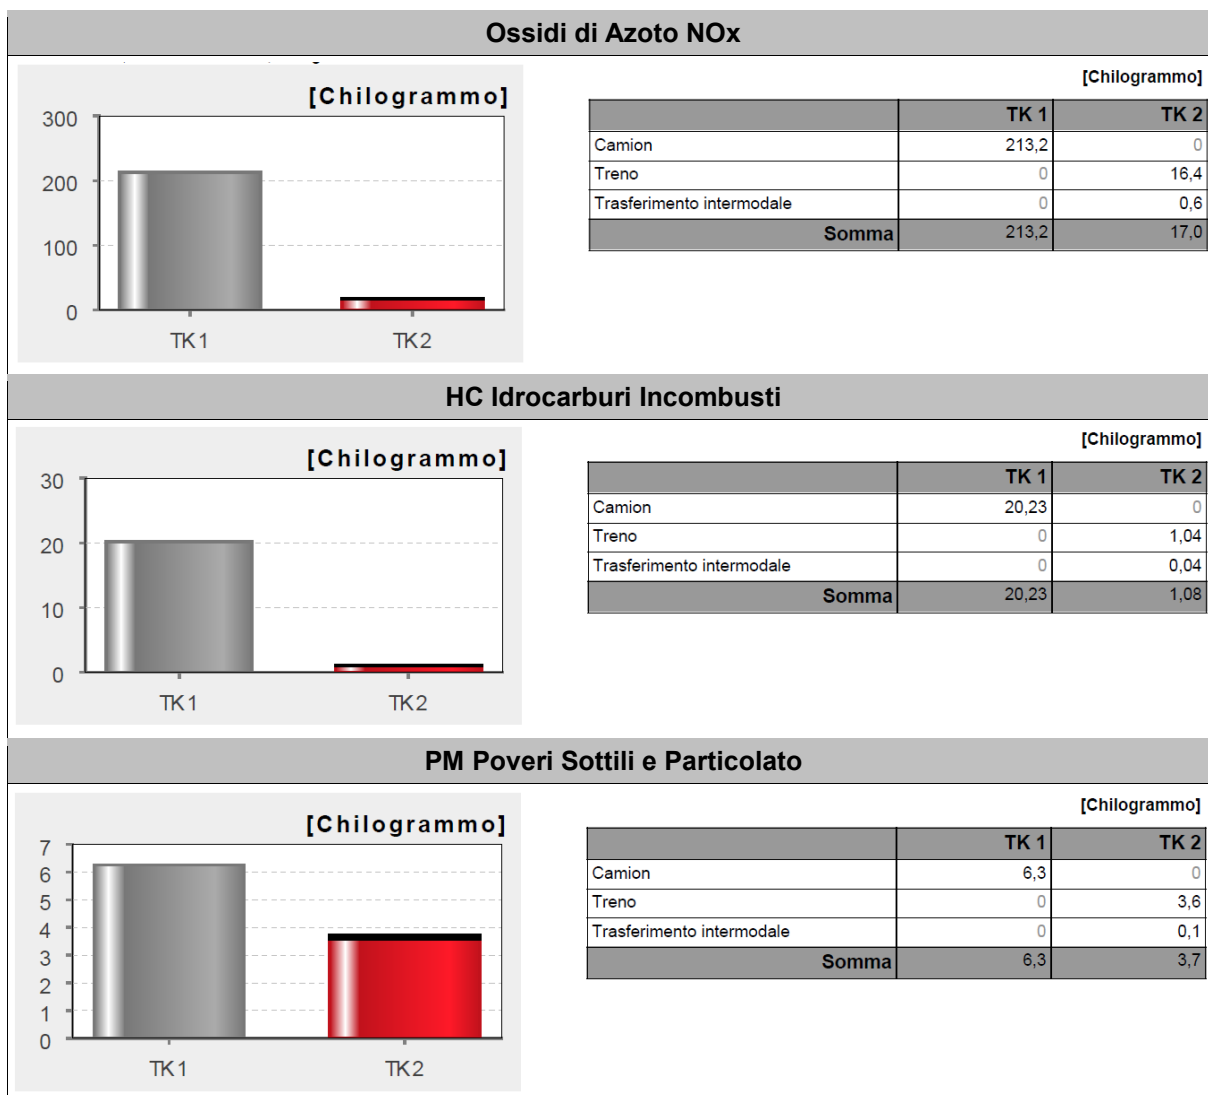 Ossidi di Azoto NOx
[Chilogrammo]
300
200
100
0
TK1
TK2
[Chilogrammo]
TK 1 TK 2
Camion 213,2 0
Treno 0 16,4
Trasferimento intermodale 0 0,6
Somma 213,2 17,0
HC Idrocarburi Incombusti
[Chilogrammo]
30
20
10
0
TK1
TK2
[Chilogrammo]
TK 1 TK 2
Camion 20,23 0
Treno 0 1,04
Trasferimento intermodale 0 0,04
Somma 20,23 1,08
PM Poveri Sottili e Particolato
[Chilogrammo]
7
6
5
4
3
2
1
0
TK1
TK2
[Chilogrammo]
TK 1 TK 2
Camion 6,3 0
Treno 0 3,6
Trasferimento intermodale 0 0,1
Somma 6,3 3,7